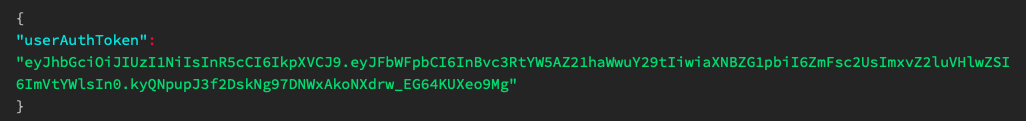 {
"userAuthToken":
"eyJhbGciOiJIUzI1NiIsInR5cCI6IkpXVCJ9.eyJFbWFpbCI6InBvc3RtYW5AZ21haWwuY29tIiwiaXNBZG1pbiI6ZmFsc2UsImxvZ2luVHlwZSI
6ImVtYWlsIn0.kyQNpupJ3f2DskNg97DNWxAkoNXdrw_EG64KUXeo9Mg"
}